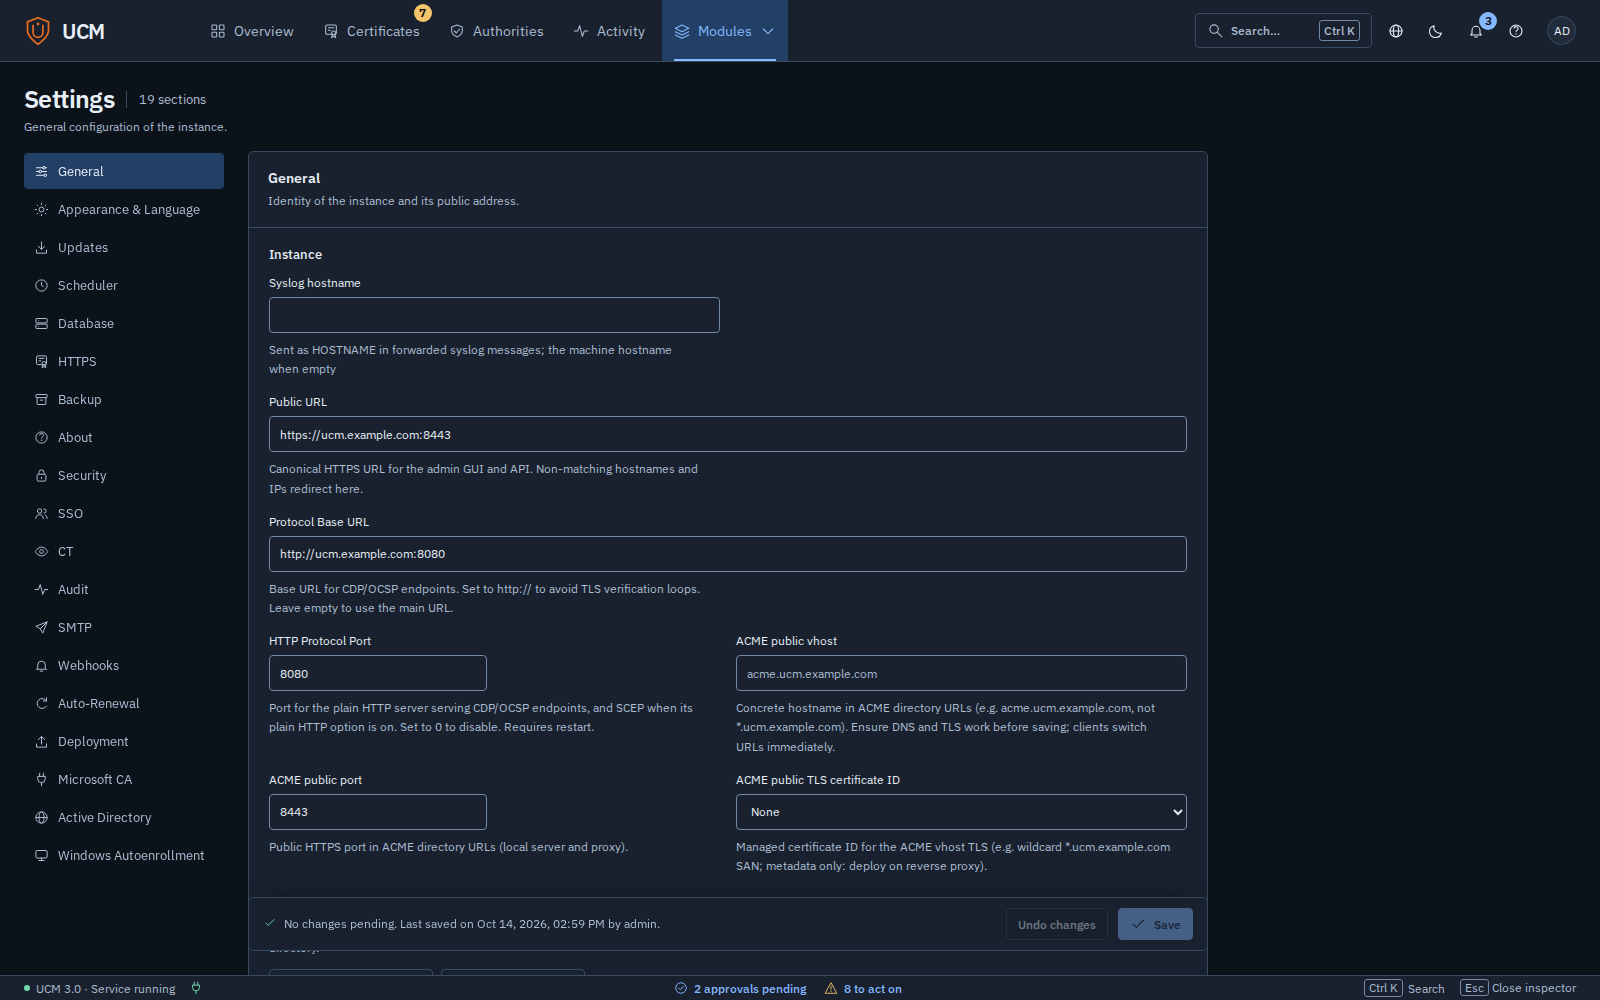 UCM
Overview
Certificates
7
Authorities
Activity
Modules
Search...
Ctrl K
3
AD
Settings
19 sections
General configuration of the instance.
General
Appearance & Language
Updates
Scheduler
Database
HTTPS
Backup
About
Security
SSO
CT
Audit
SMTP
Webhooks
Auto-Renewal
Deployment
Microsoft CA
Active Directory
Windows Autoenrollment
General
Identity of the instance and its public address.
Instance
Syslog hostname
Sent as HOSTNAME in forwarded syslog messages; the machine hostname
when empty
Public URL
https://ucm.example.com:8443
Canonical HTTPS URL for the admin GUI and API. Non-matching hostnames and
IPs redirect here.
Protocol Base URL
http://ucm.example.com:8080
Base URL for CDP/OCSP endpoints. Set to http:// to avoid TLS verification loops.
Leave empty to use the main URL.
HTTP Protocol Port
8080
Port for the plain HTTP server serving CDP/OCSP endpoints, and SCEP when its
plain HTTP option is on. Set to 0 to disable. Requires restart.
ACME public vhost
acme.ucm.example.com
Concrete hostname in ACME directory URLs (e.g. acme.ucm.example.com, not
*.ucm.example.com). Ensure DNS and TLS work before saving; clients switch
URLs immediately.
ACME public port
8443
Public HTTPS port in ACME directory URLs (local server and proxy).
ACME public TLS certificate ID
None
Managed certificate ID for the ACME vhost TLS (e.g. wildcard *.ucm.example.com
SAN; metadata only: deploy on reverse proxy).
No changes pending. Last saved on Oct 14, 2026, 02:59 PM by admin.
Undo changes
Save
UCM 3.0 · Service running
2 approvals pending
8 to act on
Ctrl K Search
Esc Close inspector